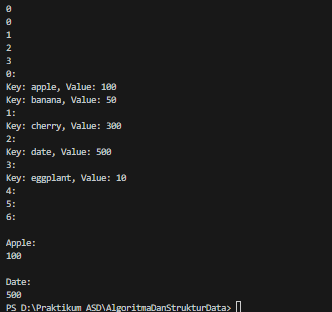 0
0
1
2
3
0:
Key: apple, Value: 100
Key: banana, Value: 50
1:
Key: cherry, Value: 300
2:
Key: date, Value: 500
3:
Key: eggplant, Value: 10
4:
5:
6:
Apple:
100
Date:
500
PS D:\Praktikum ASD\AlgoritmaDanStrukturData>